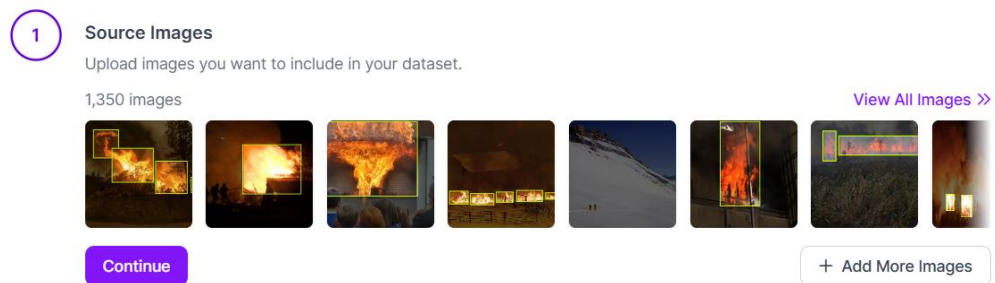 1
Source Images
Upload images you want to include in your dataset.
1,350 images
View All Images >>
Continue
+ Add More Images